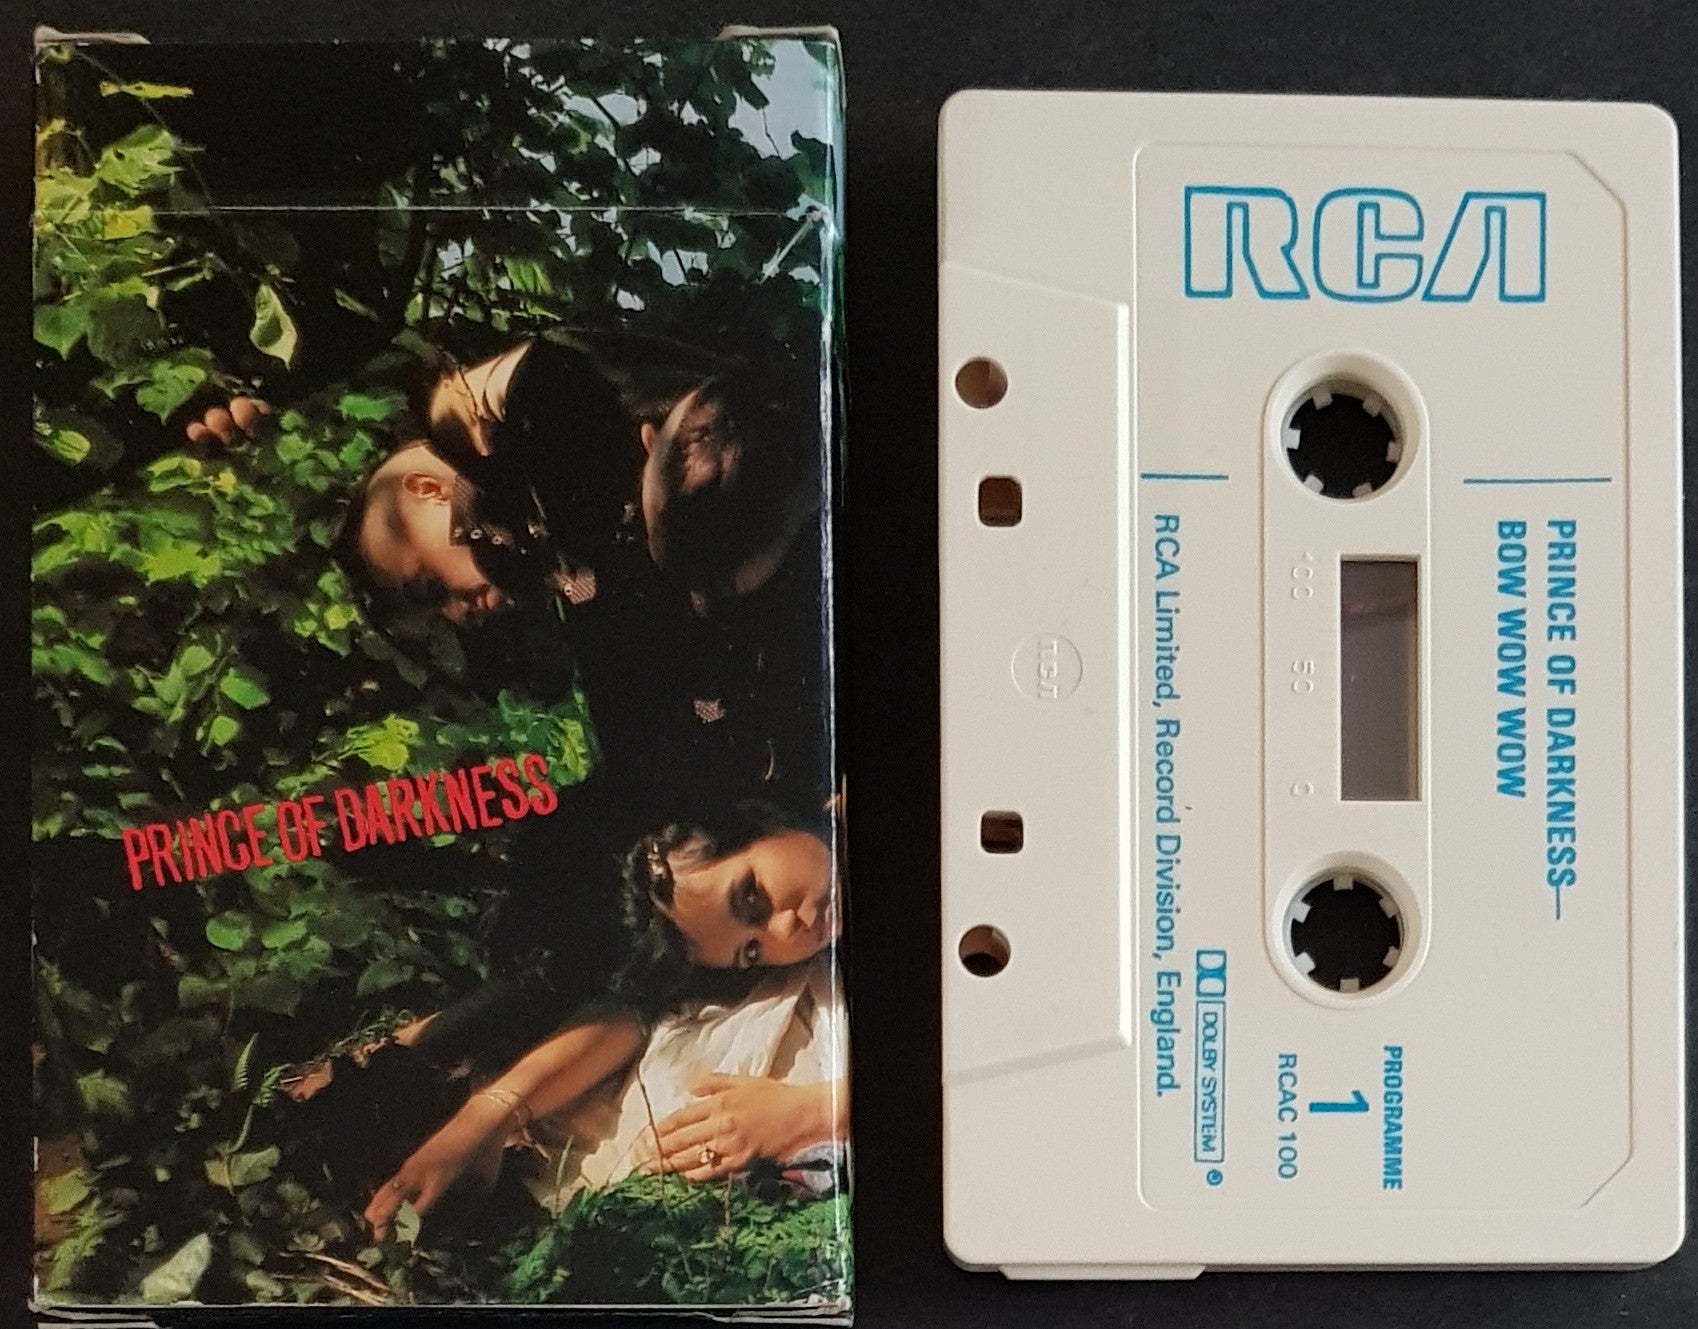 PRINCE OF DARKNESS
RCA
PRINCE OF DARKNESS—
BOW WOW WOW
100 50 0
RCA
PROGRAMME
1
RCAC 100
DOLBY SYSTEM ®
RCA Limited, Record Division, England.